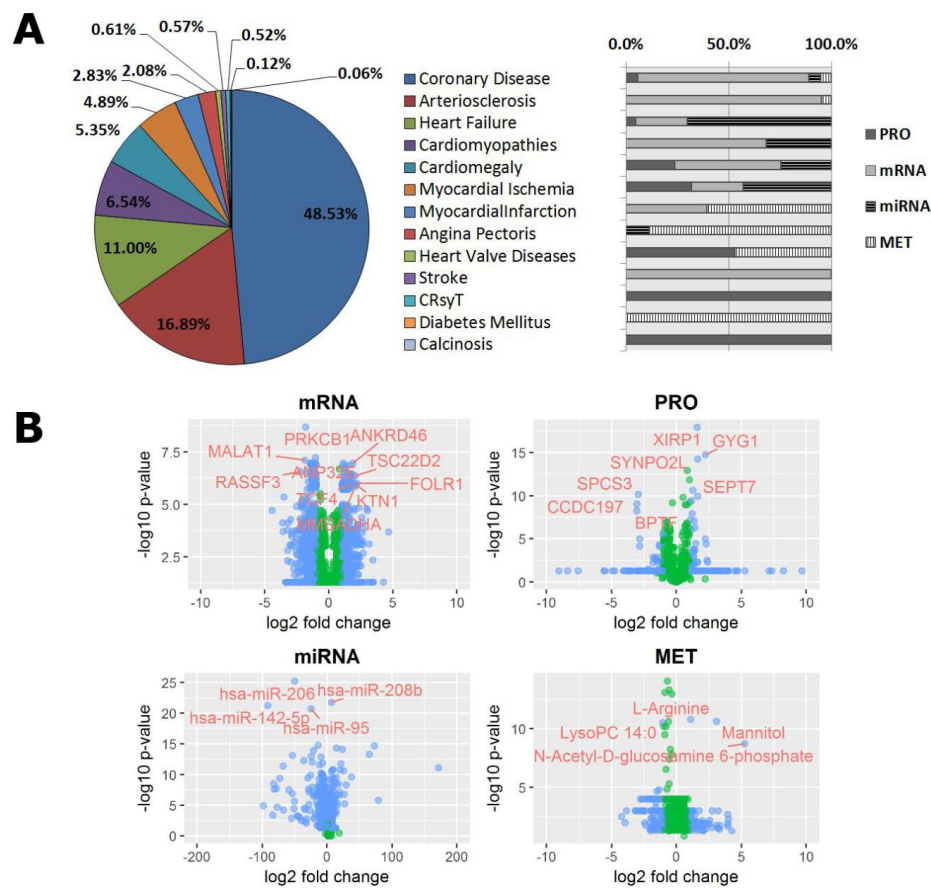 A
0.61%
0.57%
0.52%
2.83%
2.08%
0.12%
0.06%
4.89%
5.35%
6.54%
11.00%
16.89%
48.53%
Coronary Disease
Arteriosclerosis
Heart Failure
Cardiomyopathies
Cardiomegaly
Myocardial Ischemia
MyocardialInfarction
Angina Pectoris
Heart Valve Diseases
Stroke
CRsyT
Diabetes Mellitus
Calcinosis
0.0% 50.0% 100.0%
PRO
mRNA
miRNA
MET
B
mRNA
PRKCB1 ANKRD46
MALAT1
TSC22D2
RASSF3 ANP32E
FOLR1
TCF4 KTN1
MMSADHA
7.5
5.0
2.5
-log10 p-value
-10 -5 0 5 10
log2 fold change
PRO
XIRP1 GYG1
SYNPO2L
SPCS3 SEPT7
CCDC197
BPTF
15
10
5
0
-log10 p-value
-10 -5 0 5 10
log2 fold change
miRNA
hsa-miR-206 hsa-miR-208b
hsa-miR-142-5p
hsa-miR-95
25
20
15
10
5
0
-log10 p-value
-200 -100 0 100 200
log2 fold change
MET
L-Arginine
LysoPC 14:0 Mannitol
N-Acetyl-D-glucosamine 6-phosphate
10
5
-log10 p-value
-10 -5 0 5 10
log2 fold change